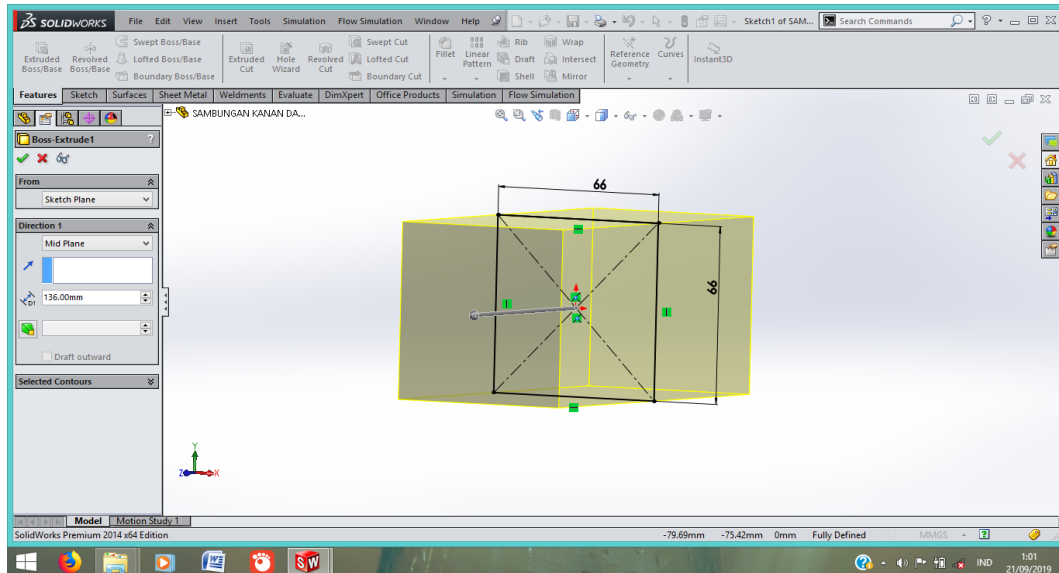 SOLIDWORKS File Edit View Insert Tools Simulation Flow Simulation Window Help Sketch1 of SAM... Search Commands
Extruded Boss/Base
Revolved Boss/Base
Swept Boss/Base
Lofted Boss/Base
Boundary Boss/Base
Extruded Cut
Hole Wizard
Revolved Cut
Swept Cut
Lofted Cut
Boundary Cut
Fillet
Linear Pattern
Rib
Draft
Shell
Wrap
Intersect
Mirror
Reference Geometry
Curves
Instant3D
Features Sketch Surfaces Sheet Metal Weldments Evaluate DimXpert Office Products Simulation Flow Simulation
SAMBUNGAN KANAN DA...
Boss-Extrude1 ?
From
Sketch Plane
Direction 1
Mid Plane
D1 136.00mm
Draft outward
Selected Contours
66
66
Y
Z X
Model Motion Study 1
SolidWorks Premium 2014 x64 Edition -79.69mm -75.42mm 0mm Fully Defined MMGS - ?
IND 1:01
21/09/2019